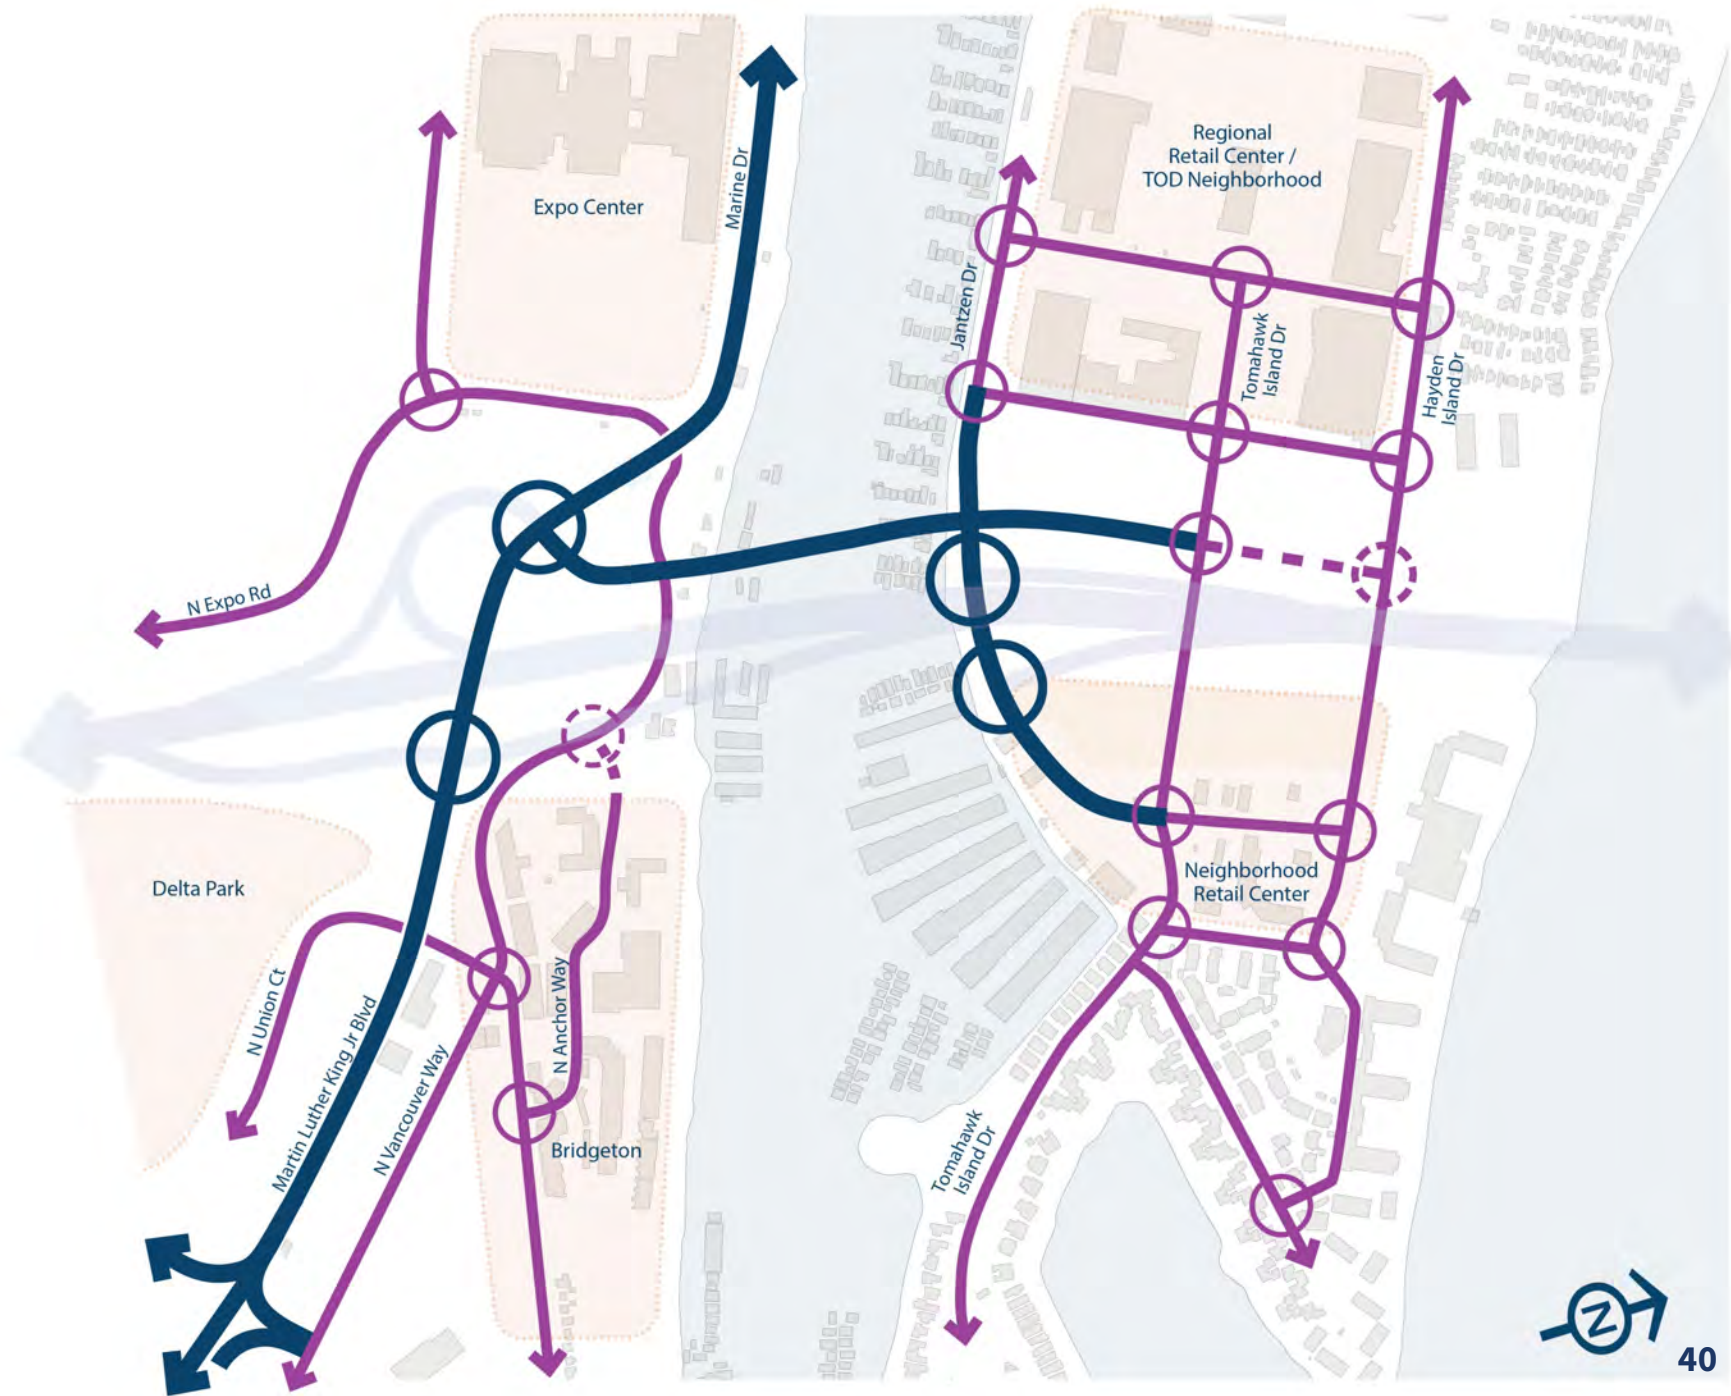 Expo Center
Marine Dr
Regional
Retail Center /
TOD Neighborhood
Jantzen Dr
Tomahawk
Island Dr
Hayden
Island Dr
N Expo Rd
Delta Park
N Union Ct
Martin Luther King Jr Blvd
N Vancouver Way
N Anchor Way
Bridgeton
Neighborhood
Retail Center
Tomahawk
Island Dr
N
40